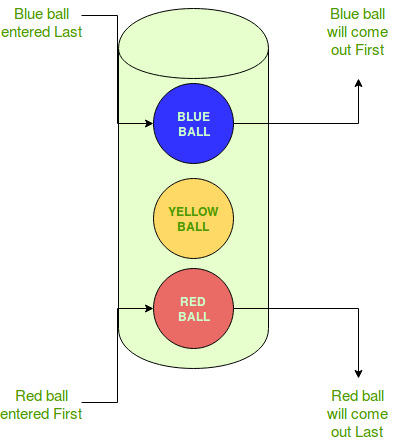 Blue ball
entered Last
Blue ball
will come
out First
BLUE
BALL
YELLOW
BALL
RED
BALL
Red ball
entered First
Red ball
will come
out Last